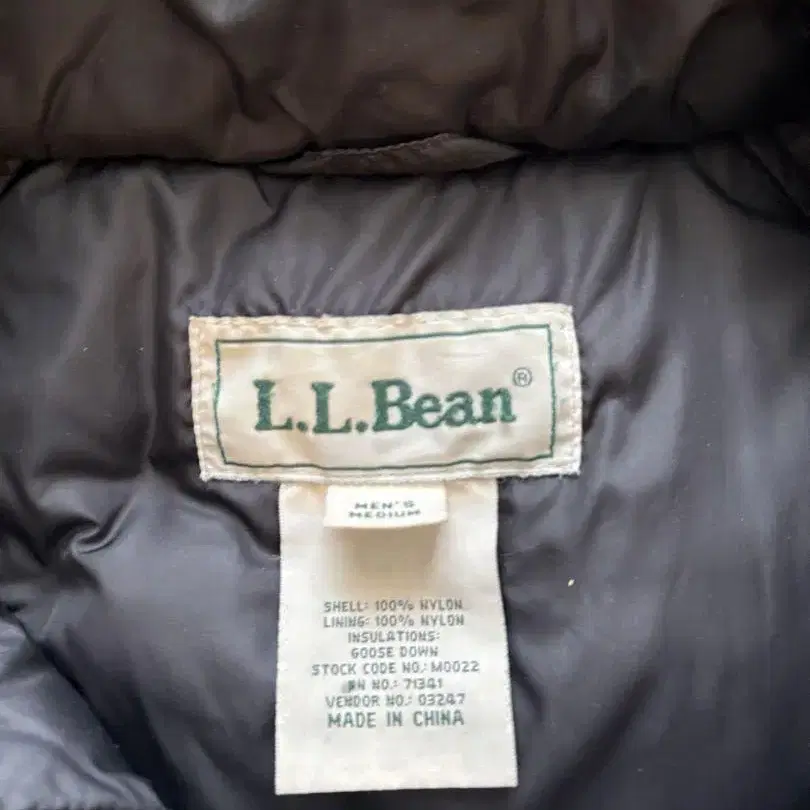 L.L.Bean®
MEN'S
MEDIUM
SHELL: 100% NYLON
LINING: 100% NYLON
INSULATIONS:
GOOSE DOWN
STOCK CODE NO.: M0022
RN NO.: 71341
VENDOR NO.: 03247
MADE IN CHINA